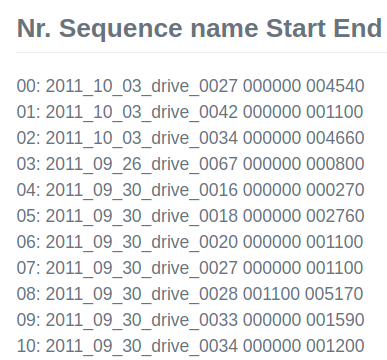 Nr. Sequence name Start End
00: 2011_10_03_drive_0027 000000 004540
01: 2011_10_03_drive_0042 000000 001100
02: 2011_10_03_drive_0034 000000 004660
03: 2011_09_26_drive_0067 000000 000800
04: 2011_09_30_drive_0016 000000 000270
05: 2011_09_30_drive_0018 000000 002760
06: 2011_09_30_drive_0020 000000 001100
07: 2011_09_30_drive_0027 000000 001100
08: 2011_09_30_drive_0028 001100 005170
09: 2011_09_30_drive_0033 000000 001590
10: 2011_09_30_drive_0034 000000 001200